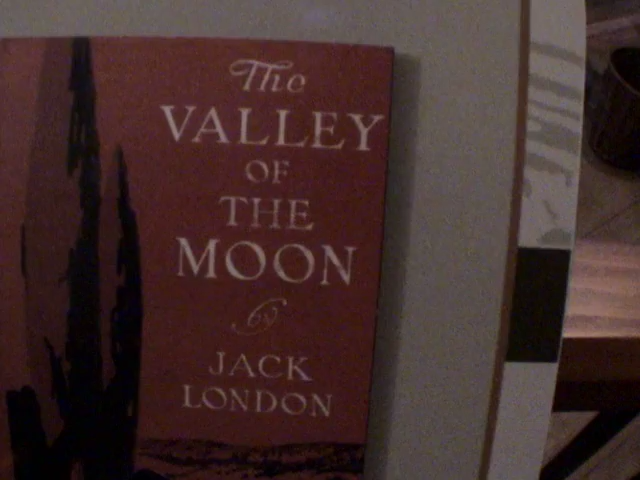 The
VALLEY
OF
THE
MOON
by
JACK
LONDON